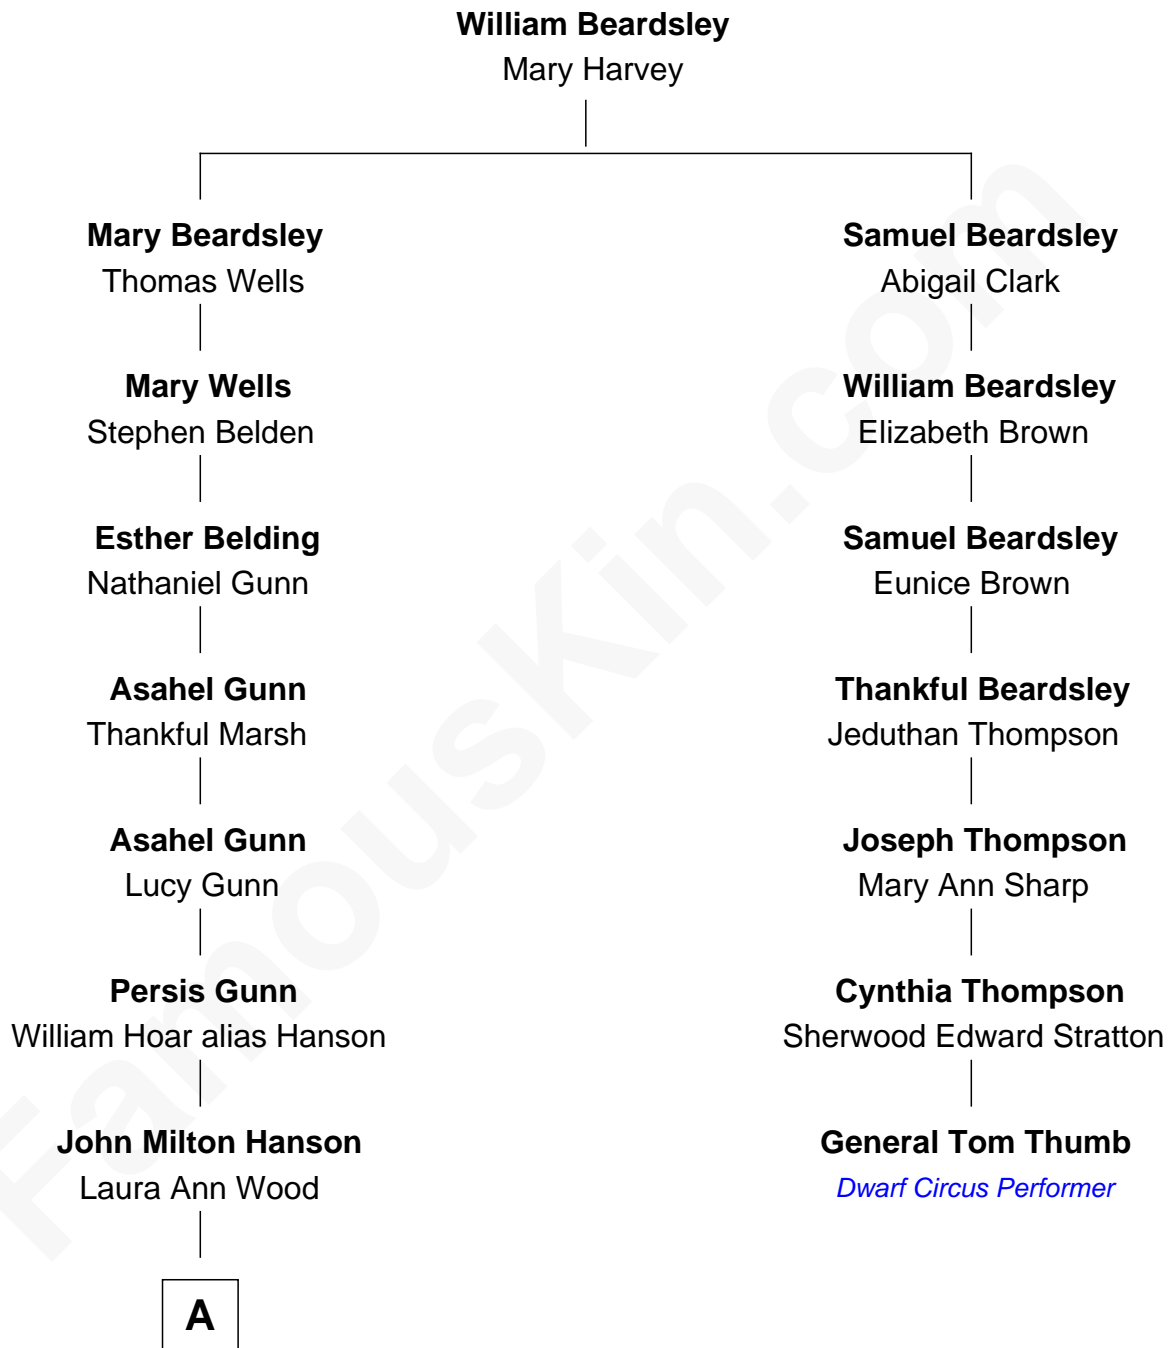 William Beardsley
Mary Harvey
Mary Beardsley
Thomas Wells
Samuel Beardsley
Abigail Clark
Mary Wells
Stephen Belden
William Beardsley
Elizabeth Brown
Esther Belding
Nathaniel Gunn
Samuel Beardsley
Eunice Brown
Asahel Gunn
Thankful Marsh
Thankful Beardsley
Jeduthan Thompson
Asahel Gunn
Lucy Gunn
Joseph Thompson
Mary Ann Sharp
Persis Gunn
William Hoar alias Hanson
Cynthia Thompson
Sherwood Edward Stratton
John Milton Hanson
Laura Ann Wood
General Tom Thumb
Dwarf Circus Performer
A
FamousKin.com